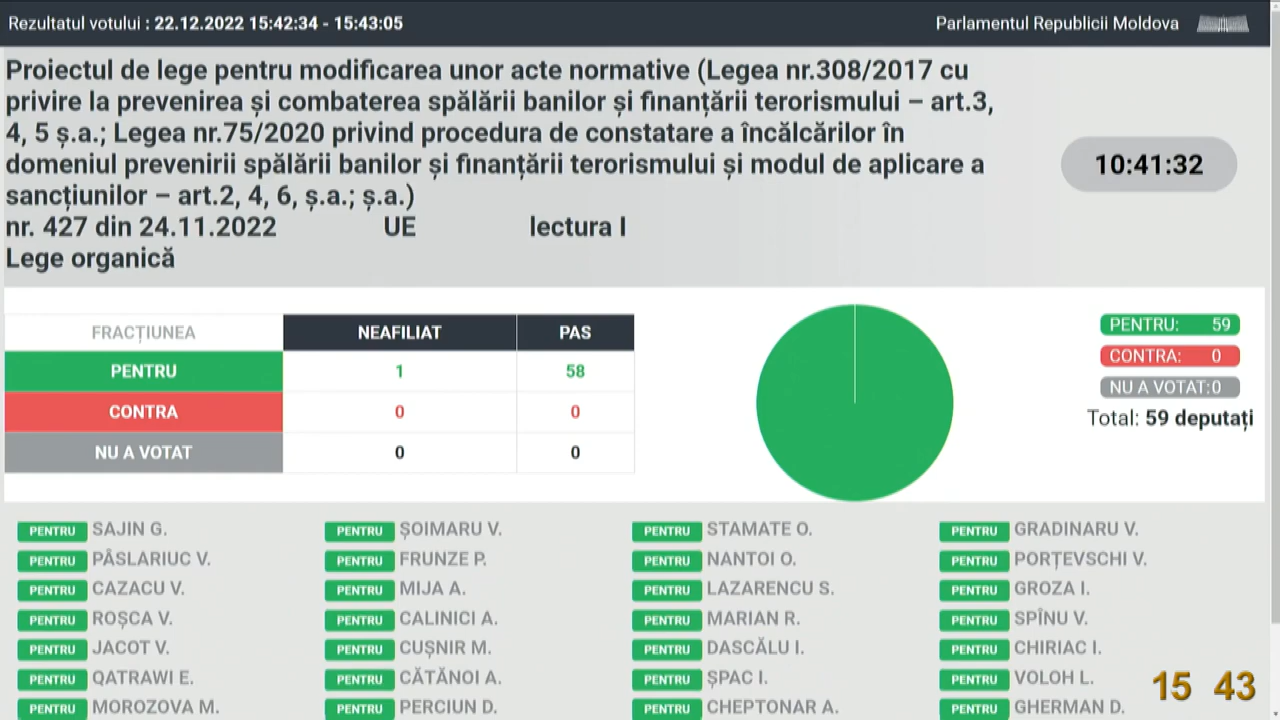 Rezultatul votului : 22.12.2022 15:42:34 - 15:43:05
Parlamentul Republicii Moldova
Proiectul de lege pentru modificarea unor acte normative (Legea nr.308/2017 cu
privire la prevenirea și combaterea spălării banilor și finanțării terorismului – art.3,
4, 5 ș.a.; Legea nr.75/2020 privind procedura de constatare a încălcărilor în
domeniul prevenirii spălării banilor și finanțării terorismului și modul de aplicare a
sancțiunilor – art.2, 4, 6, ș.a.; ș.a.)
nr. 427 din 24.11.2022 UE lectura I
Lege organică
10:41:32
FRACȚIUNEA NEAFILIAT PAS
PENTRU 1 58
CONTRA 0 0
NU A VOTAT 0 0
PENTRU: 59
CONTRA: 0
NU A VOTAT: 0
Total: 59 deputați
PENTRU SAJIN G. PENTRU ȘOIMARU V. PENTRU STAMATE O. PENTRU GRADINARU V.
PENTRU PÂSLARIUC V. PENTRU FRUNZE P. PENTRU NANTOI O. PENTRU PORȚEVSCHI V.
PENTRU CAZACU V. PENTRU MIJA A. PENTRU LAZARENCU S. PENTRU GROZA I.
PENTRU ROȘCA V. PENTRU CALINICI A. PENTRU MARIAN R. PENTRU SPÎNU V.
PENTRU JACOT V. PENTRU CUȘNIR M. PENTRU DASCĂLU I. PENTRU CHIRIAC I.
PENTRU QATRAWI E. PENTRU CĂTĂNOI A. PENTRU ȘPAC I. PENTRU VOLOH L.
PENTRU MOROZOVA M. PENTRU PERCIUN D. PENTRU CHEPTONAR A. PENTRU GHERMAN D.
15 43